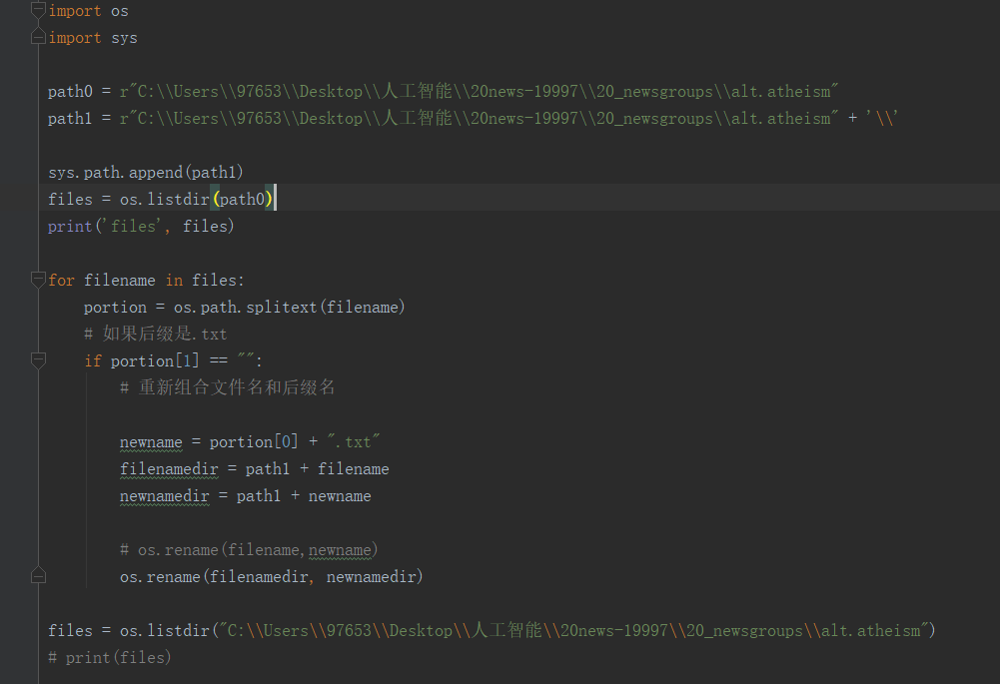 import os
import sys
path0 = r"C:\\Users\\97653\\Desktop\\人工智能\\20news-19997\\20_newsgroups\\alt.atheism"
path1 = r"C:\\Users\\97653\\Desktop\\人工智能\\20news-19997\\20_newsgroups\\alt.atheism" + '\\'
sys.path.append(path1)
files = os.listdir(path0)
print('files', files)
for filename in files:
    portion = os.path.splitext(filename)
    # 如果后缀是.txt
    if portion[1] == "":
        # 重新组合文件名和后缀名
        newname = portion[0] + ".txt"
        filenamedir = path1 + filename
        newnamedir = path1 + newname
        # os.rename(filename,newname)
        os.rename(filenamedir, newnamedir)
files = os.listdir("C:\\Users\\97653\\Desktop\\人工智能\\20news-19997\\20_newsgroups\\alt.atheism")
# print(files)